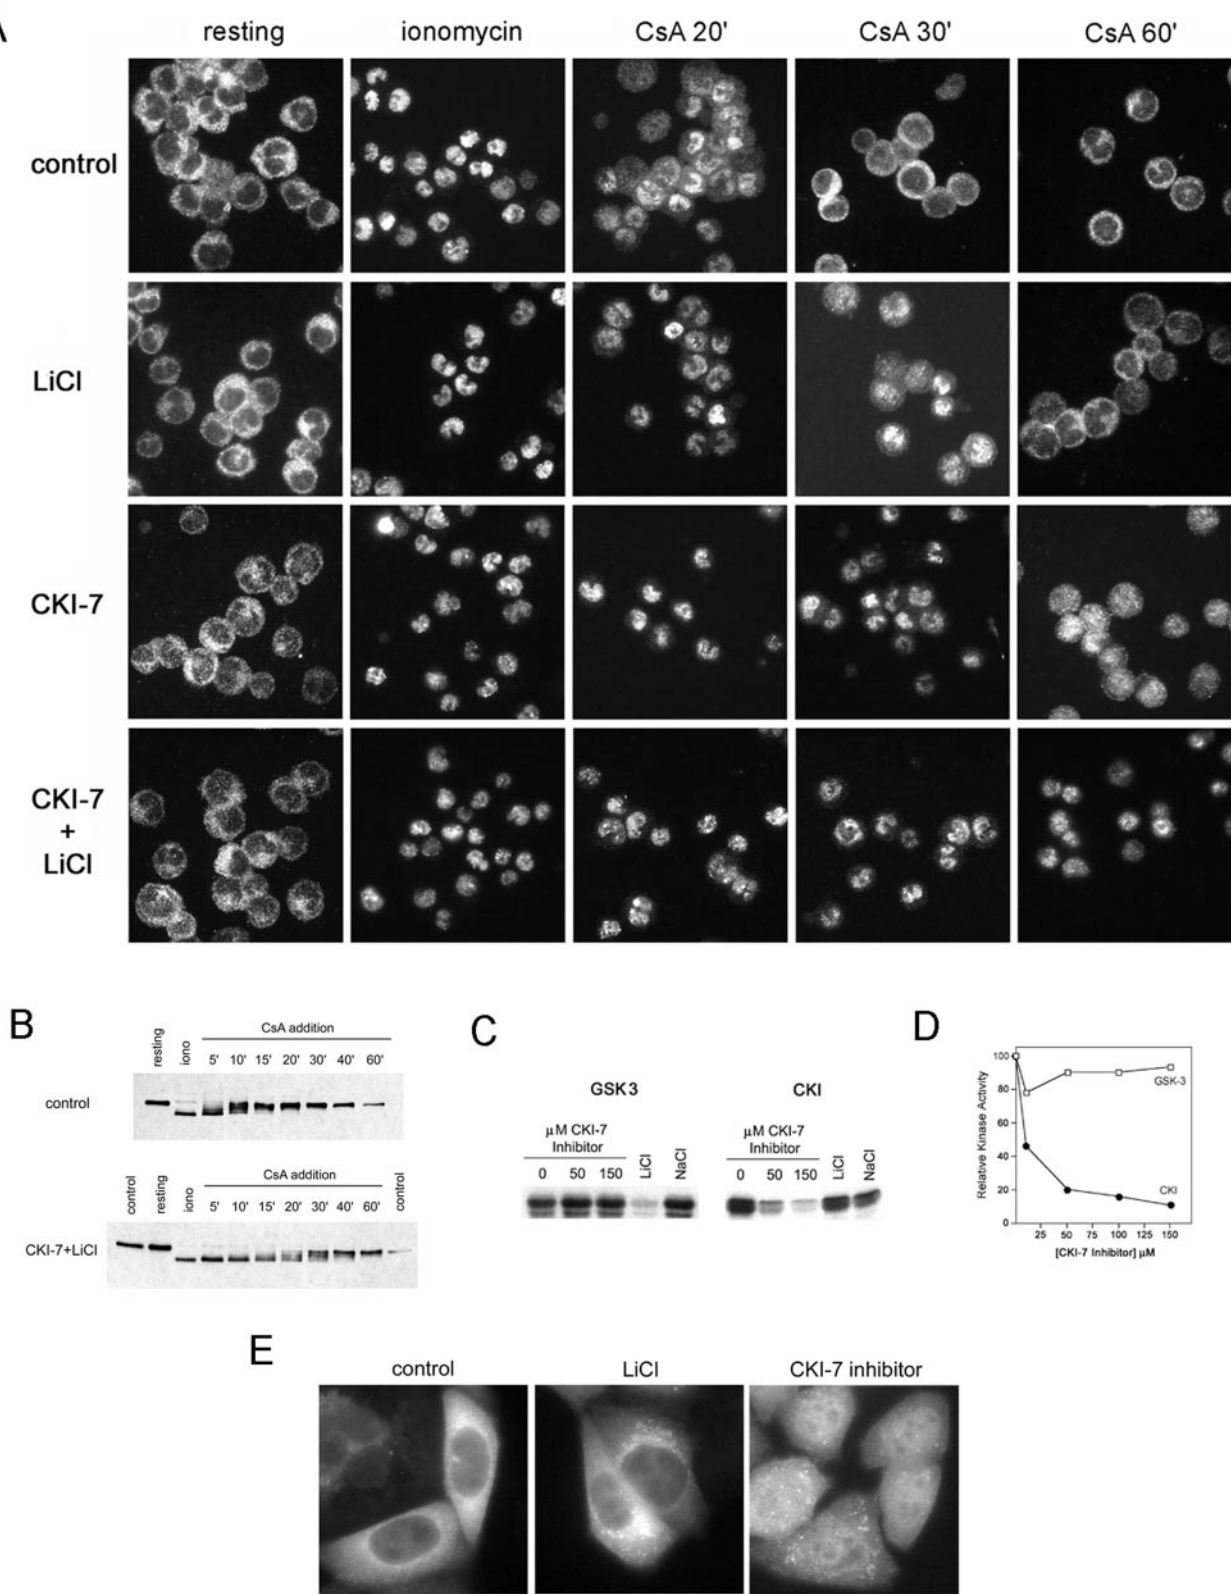 A
resting ionomycin CsA 20' CsA 30' CsA 60'
control
LiCl
CKI-7
CKI-7
+
LiCl
B
resting
iono
CsA addition
5' 10' 15' 20' 30' 40' 60'
control
control
resting
iono
CsA addition
5' 10' 15' 20' 30' 40' 60'
control
CKI-7+LiCl
C
GSK3
µM CKI-7
Inhibitor
0 50 150
LiCl
NaCl
CKI
µM CKI-7
Inhibitor
0 50 150
LiCl
NaCl
D
Relative Kinase Activity
100
80
60
40
20
0
GSK-3
CKI
25 50 75 100 125 150
[CKI-7 Inhibitor] µM
E
control LiCl CKI-7 inhibitor